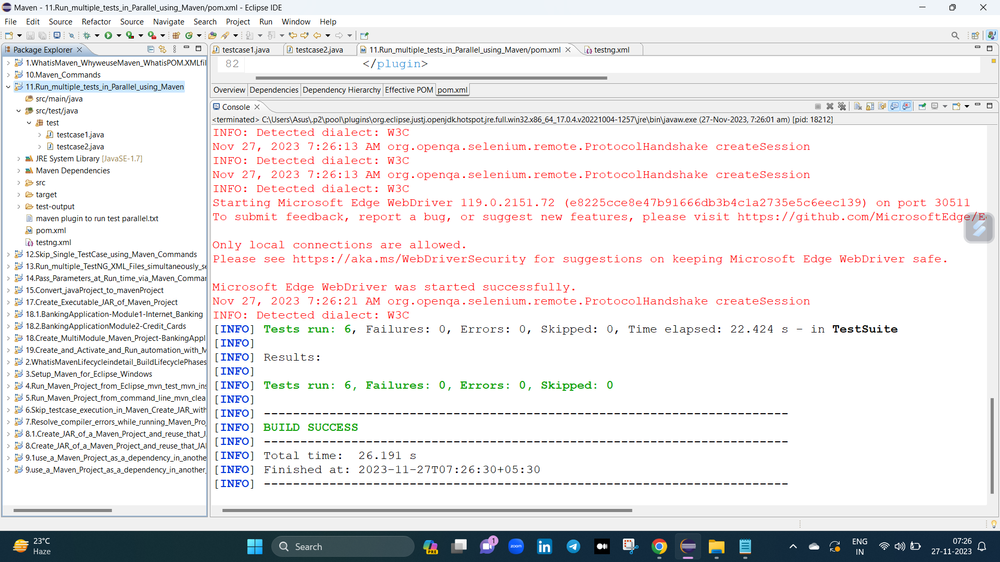 Maven - 11.Run_multiple_tests_in_Parallel_using_Maven/pom.xml - Eclipse IDE
File Edit Source Refactor Source Navigate Search Project Run Window Help
Package Explorer
1.WhatisMaven_WhyweuseMaven_WhatisPOM.XMLfil
10.Maven_Commands
11.Run_multiple_tests_in_Parallel_using_Maven
src/main/java
src/test/java
test
testcase1.java
testcase2.java
JRE System Library [JavaSE-1.7]
Maven Dependencies
src
target
test-output
maven plugin to run test parallel.txt
pom.xml
testng.xml
12.Skip_Single_TestCase_using_Maven_Commands
13.Run_multiple_TestNG_XML_Files_simultaneously_se
14.Pass_Parameters_at_Run_time_via_Maven_Commar
15.Convert_javaProject_to_mavenProject
17.Create_Executable_JAR_of_Maven_Project
18.1.BankingApplication-Module1-Internet_Banking
18.2.BankingApplicationModule2-Credit_Cards
18.Create_MultiModule_Maven_Project-BankingAppl
19.Create_and_Activate_and_Run_automation_with_M
2.WhatisMavenLifecycleindetail_BuildLifecyclePhases
3.Setup_Maven_for_Eclipse_Windows
4.Run_Maven_Project_from_Eclipse_mvn_test_mvn_ins
5.Run_Maven_Project_from_command_line_mvn_clea
6.Skip_testcase_execution_in_Maven_Create_JAR_with
7.Resolve_compiler_errors_while_running_Maven_Proj
8.1.Create_JAR_of_a_Maven_Project_and_reuse_that_J
8.Create_JAR_of_a_Maven_Project_and_reuse_that_JAI
9.1use_a_Maven_Project_as_a_dependency_in_anothe
9.use_a_Maven_Project_as_a_dependency_in_another_
testcase1.java testcase2.java 11.Run_multiple_tests_in_Parallel_using_Maven/pom.xml testng.xml
82 </plugin>
Overview Dependencies Dependency Hierarchy Effective POM pom.xml
Console
<terminated> C:\Users\Asus\.p2\pool\plugins\org.eclipse.justj.openjdk.hotspot.jre.full.win32.x86_64_17.0.4.v20221004-1257\jre\bin\javaw.exe (27-Nov-2023, 7:26:01 am) [pid: 18212]
INFO: Detected dialect: W3C
Nov 27, 2023 7:26:13 AM org.openqa.selenium.remote.ProtocolHandshake createSession
INFO: Detected dialect: W3C
Nov 27, 2023 7:26:13 AM org.openqa.selenium.remote.ProtocolHandshake createSession
INFO: Detected dialect: W3C
Starting Microsoft Edge WebDriver 119.0.2151.72 (e8225cce8e47b91666db3b4c1a2735e5c6eec139) on port 30511
To submit feedback, report a bug, or suggest new features, please visit https://github.com/MicrosoftEdge/E
Only local connections are allowed.
Please see https://aka.ms/WebDriverSecurity for suggestions on keeping Microsoft Edge WebDriver safe.
Microsoft Edge WebDriver was started successfully.
Nov 27, 2023 7:26:21 AM org.openqa.selenium.remote.ProtocolHandshake createSession
INFO: Detected dialect: W3C
[INFO] Tests run: 6, Failures: 0, Errors: 0, Skipped: 0, Time elapsed: 22.424 s - in TestSuite
[INFO]
[INFO] Results:
[INFO]
[INFO] Tests run: 6, Failures: 0, Errors: 0, Skipped: 0
[INFO]
[INFO] ------------------------------------------------------------------------
[INFO] BUILD SUCCESS
[INFO] ------------------------------------------------------------------------
[INFO] Total time:  26.191 s
[INFO] Finished at: 2023-11-27T07:26:30+05:30
[INFO] ------------------------------------------------------------------------
23°C
Haze
Search
PRE
1
zoom
ENG
IN
07:26
27-11-2023